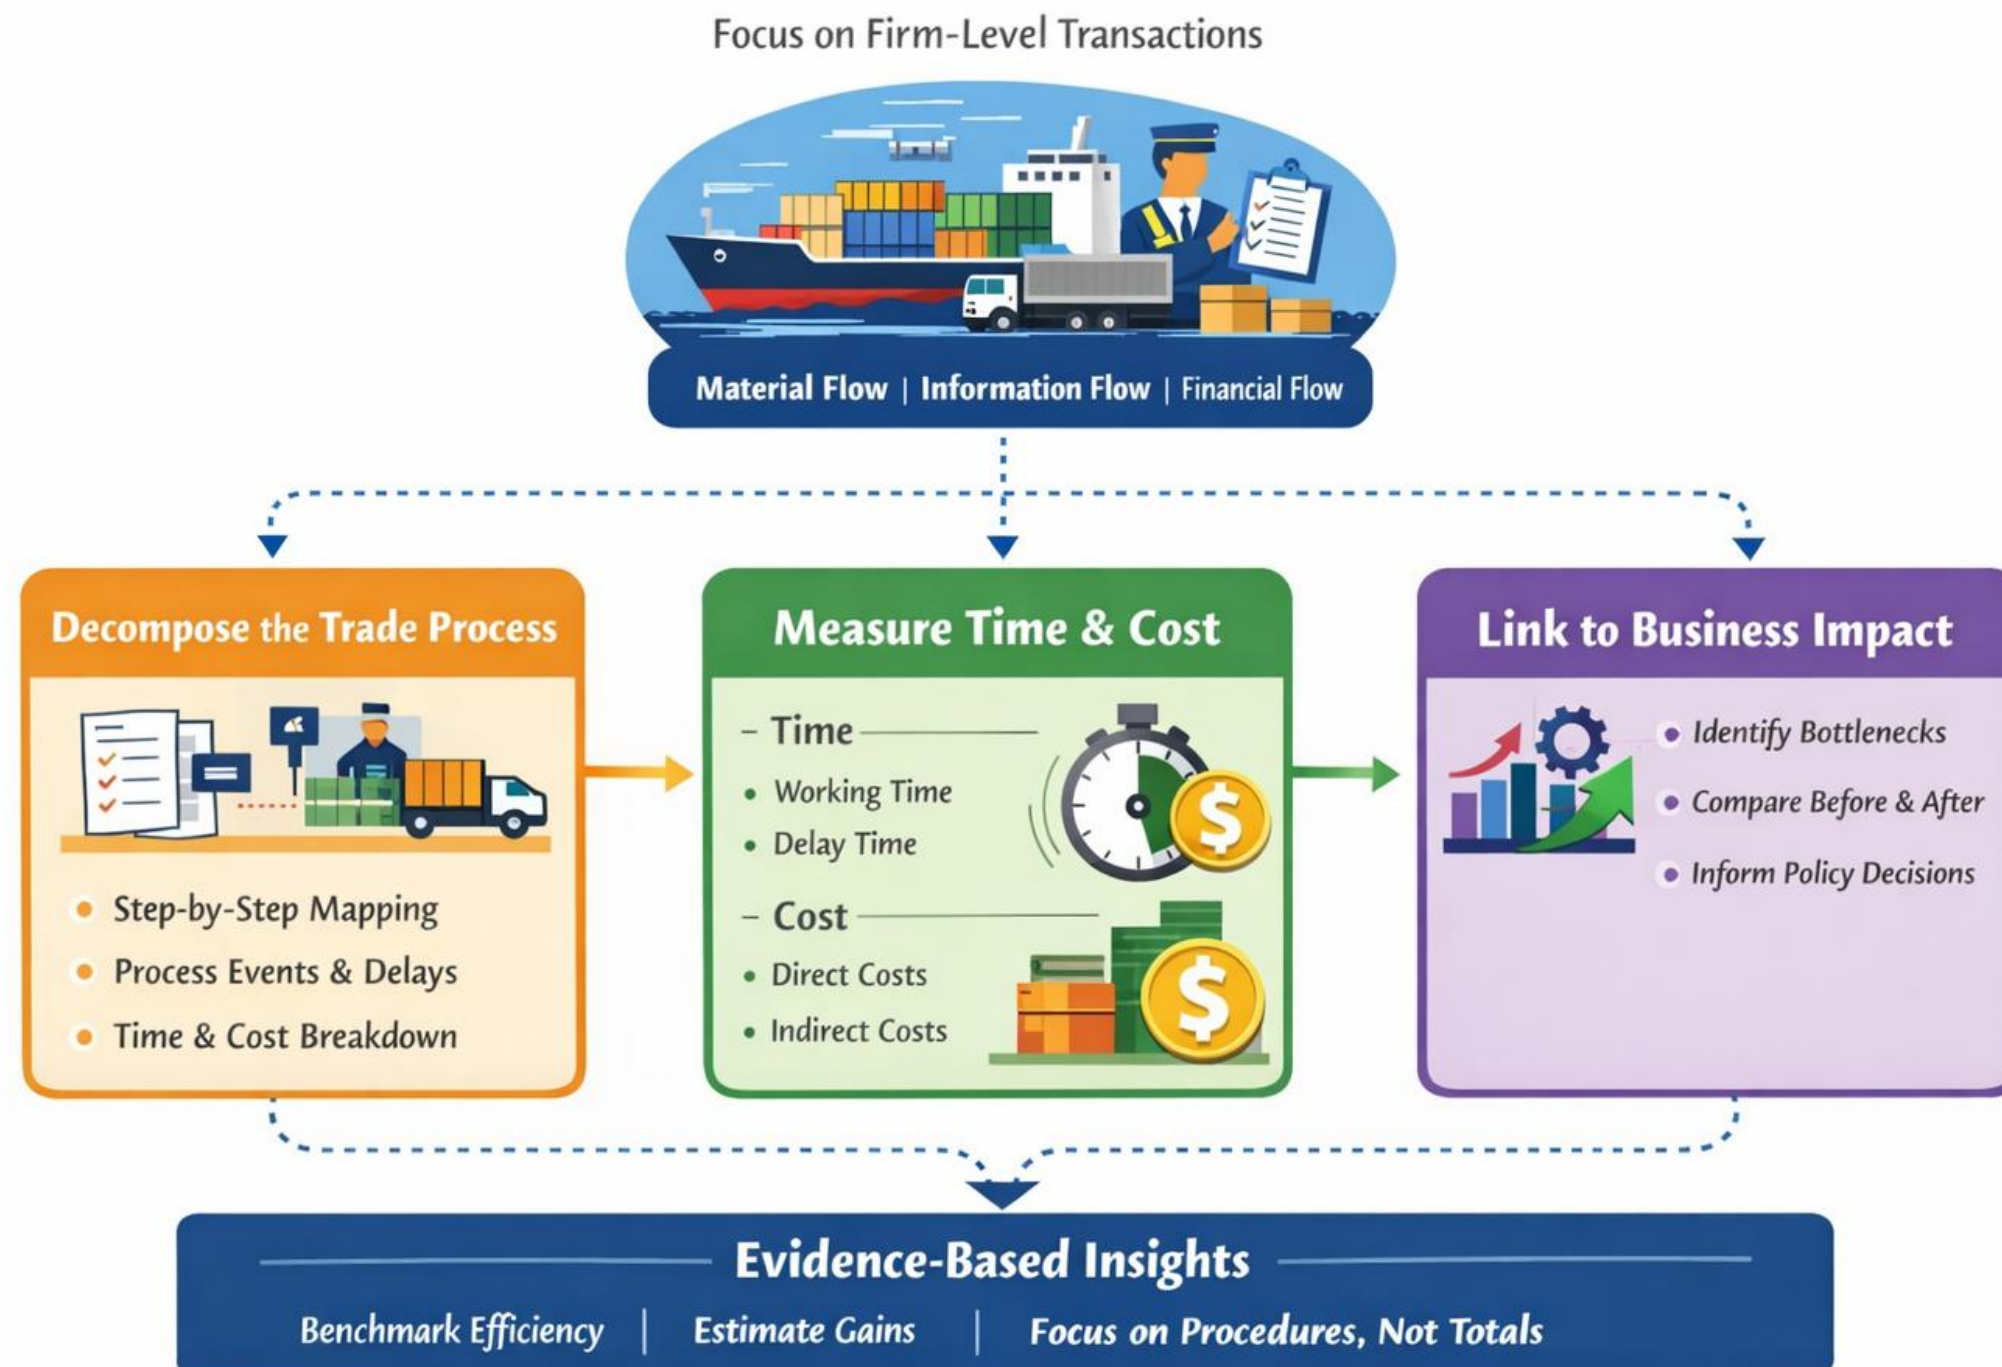 Focus on Firm-Level Transactions
Material Flow | Information Flow | Financial Flow
Decompose the Trade Process
Step-by-Step Mapping
Process Events & Delays
Time & Cost Breakdown
Measure Time & Cost
– Time
• Working Time
• Delay Time
– Cost
• Direct Costs
• Indirect Costs
Link to Business Impact
• Identify Bottlenecks
• Compare Before & After
• Inform Policy Decisions
Evidence-Based Insights
Benchmark Efficiency | Estimate Gains | Focus on Procedures, Not Totals